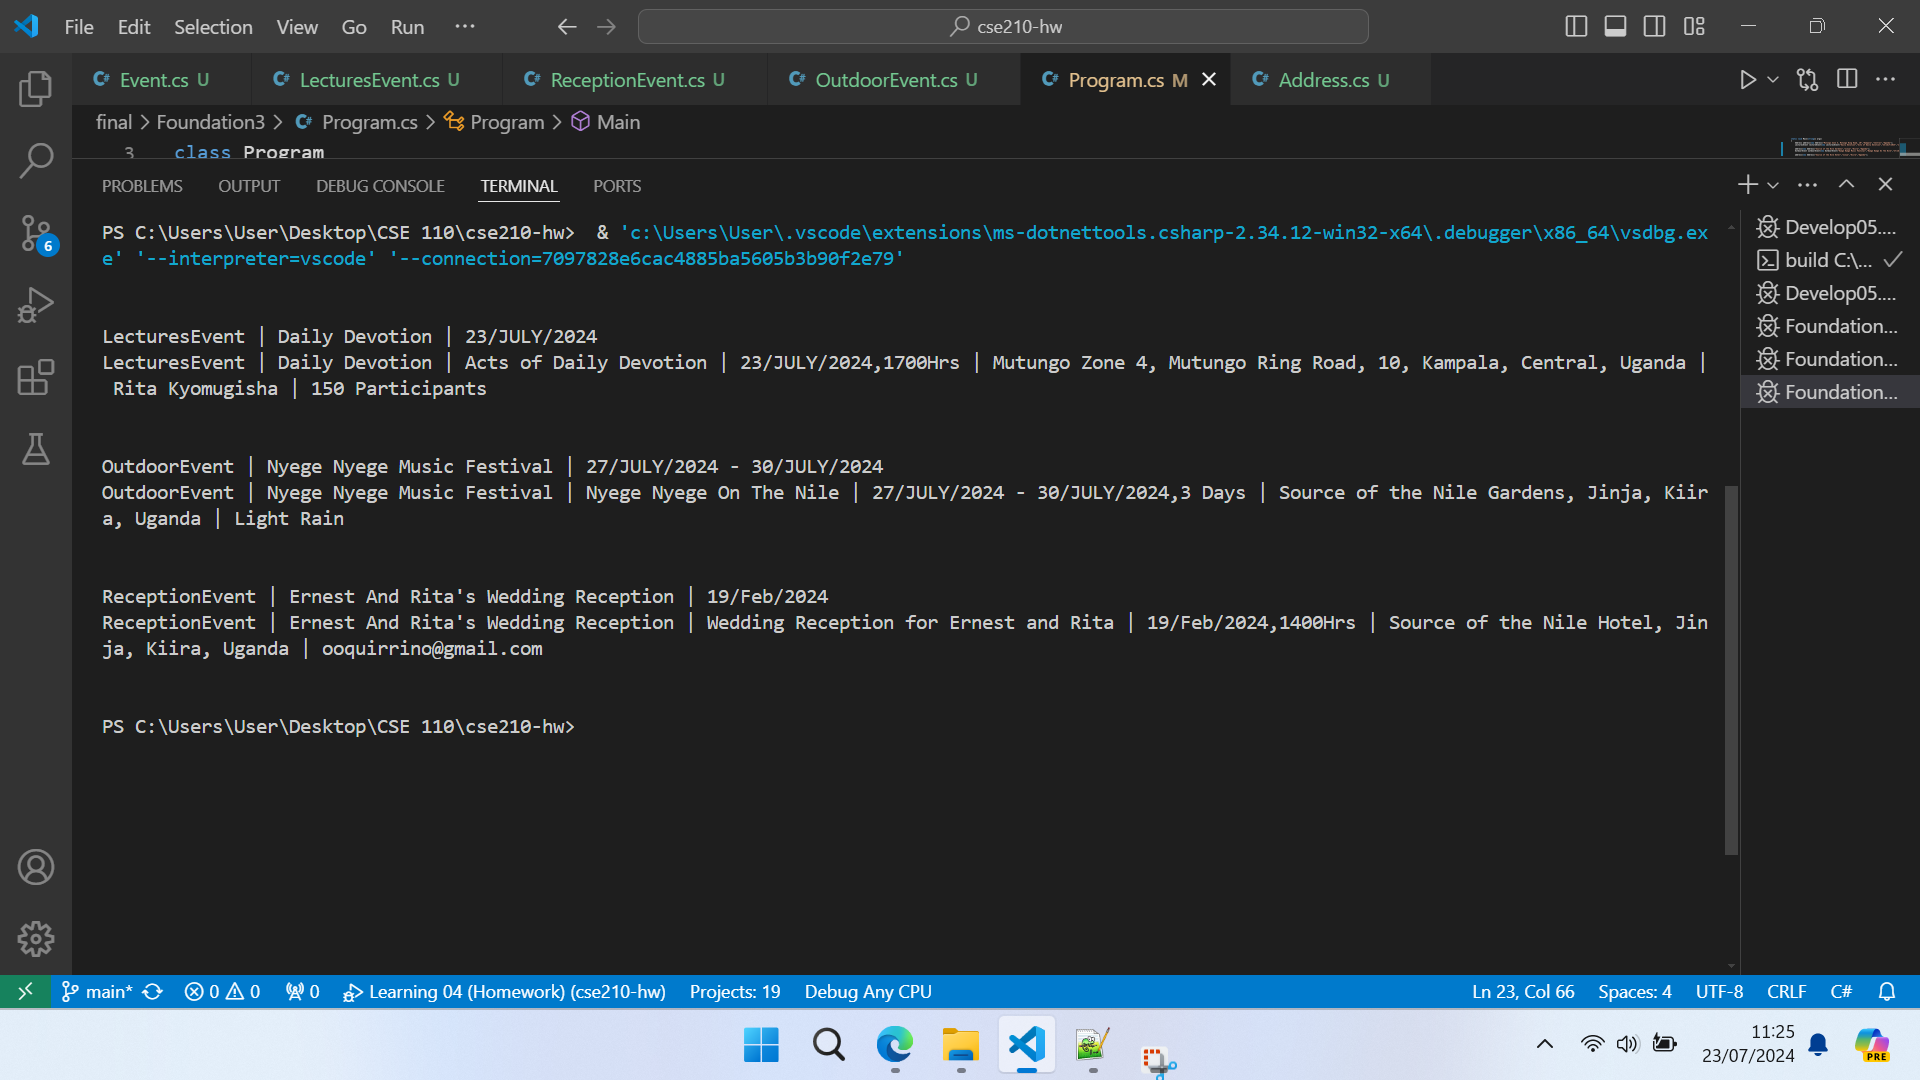 File Edit Selection View Go Run ··· cse210-hw
Event.cs U LecturesEvent.cs U ReceptionEvent.cs U OutdoorEvent.cs U Program.cs M Address.cs U
final > Foundation3 > Program.cs > Program > Main
3 class Program
PROBLEMS OUTPUT DEBUG CONSOLE TERMINAL PORTS
PS C:\Users\User\Desktop\CSE 110\cse210-hw> & 'c:\Users\User\.vscode\extensions\ms-dotnettools.csharp-2.34.12-win32-x64\.debugger\x86_64\vsdbg.ex
e' '--interpreter=vscode' '--connection=7097828e6cac4885ba5605b3b90f2e79'
LecturesEvent | Daily Devotion | 23/JULY/2024
LecturesEvent | Daily Devotion | Acts of Daily Devotion | 23/JULY/2024,1700Hrs | Mutungo Zone 4, Mutungo Ring Road, 10, Kampala, Central, Uganda |
Rita Kyomugisha | 150 Participants
OutdoorEvent | Nyege Nyege Music Festival | 27/JULY/2024 - 30/JULY/2024
OutdoorEvent | Nyege Nyege Music Festival | Nyege Nyege On The Nile | 27/JULY/2024 - 30/JULY/2024,3 Days | Source of the Nile Gardens, Jinja, Kiir
a, Uganda | Light Rain
ReceptionEvent | Ernest And Rita's Wedding Reception | 19/Feb/2024
ReceptionEvent | Ernest And Rita's Wedding Reception | Wedding Reception for Ernest and Rita | 19/Feb/2024,1400Hrs | Source of the Nile Hotel, Jin
ja, Kiira, Uganda | ooquirrino@gmail.com
PS C:\Users\User\Desktop\CSE 110\cse210-hw>
Develop05....
build C:\...
Develop05....
Foundation...
Foundation...
Foundation...
6
main* 0 0 0 Learning 04 (Homework) (cse210-hw) Projects: 19 Debug Any CPU Ln 23, Col 66 Spaces: 4 UTF-8 CRLF C#
11:25
23/07/2024
PRE